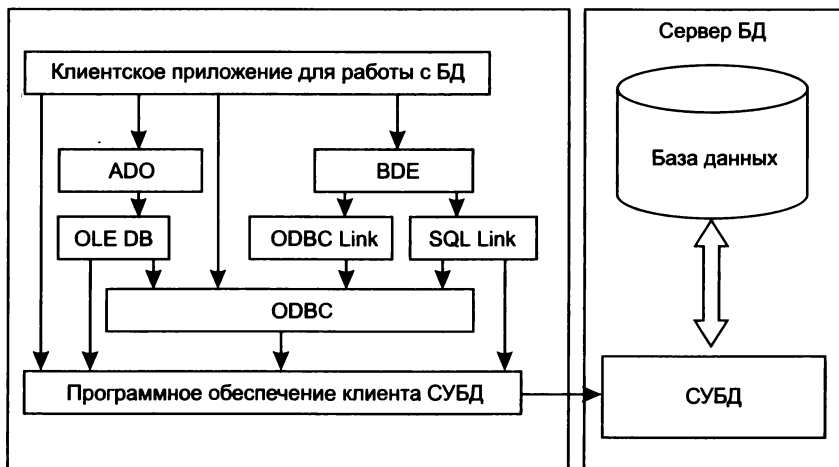 Сервер БД
Клиентское приложение для работы с БД
База данных
ADO
BDE
OLE DB
ODBC Link
SQL Link
ODBC
Программное обеспечение клиента СУБД
СУБД